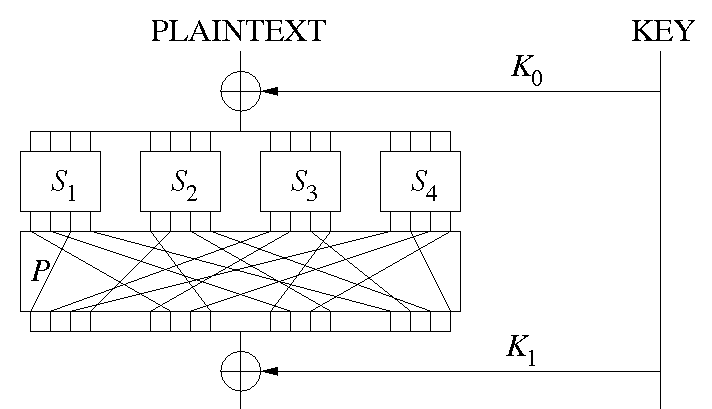 PLAINTEXT KEY
K0
S1 S2 S3 S4
P
K1